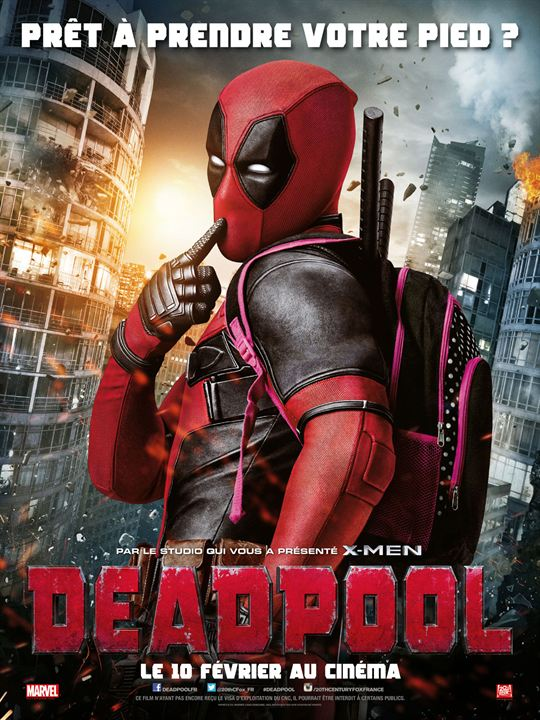 PRÊT À PRENDRE VOTRE PIED ?
PAR LE STUDIO QUI VOUS A PRÉSENTÉ X-MEN
DEADPOOL
LE 10 FÉVRIER AU CINÉMA
MARVEL
DEADPOOLFR @20thCFox_FR #DEADPOOL /20THCENTURYFOXFRANCE
CE FILM N'AYANT PAS ENCORE REÇU LE VISA D'EXPLOITATION DU CNC, IL POURRAIT ÊTRE INTERDIT À CERTAINS PUBLICS.